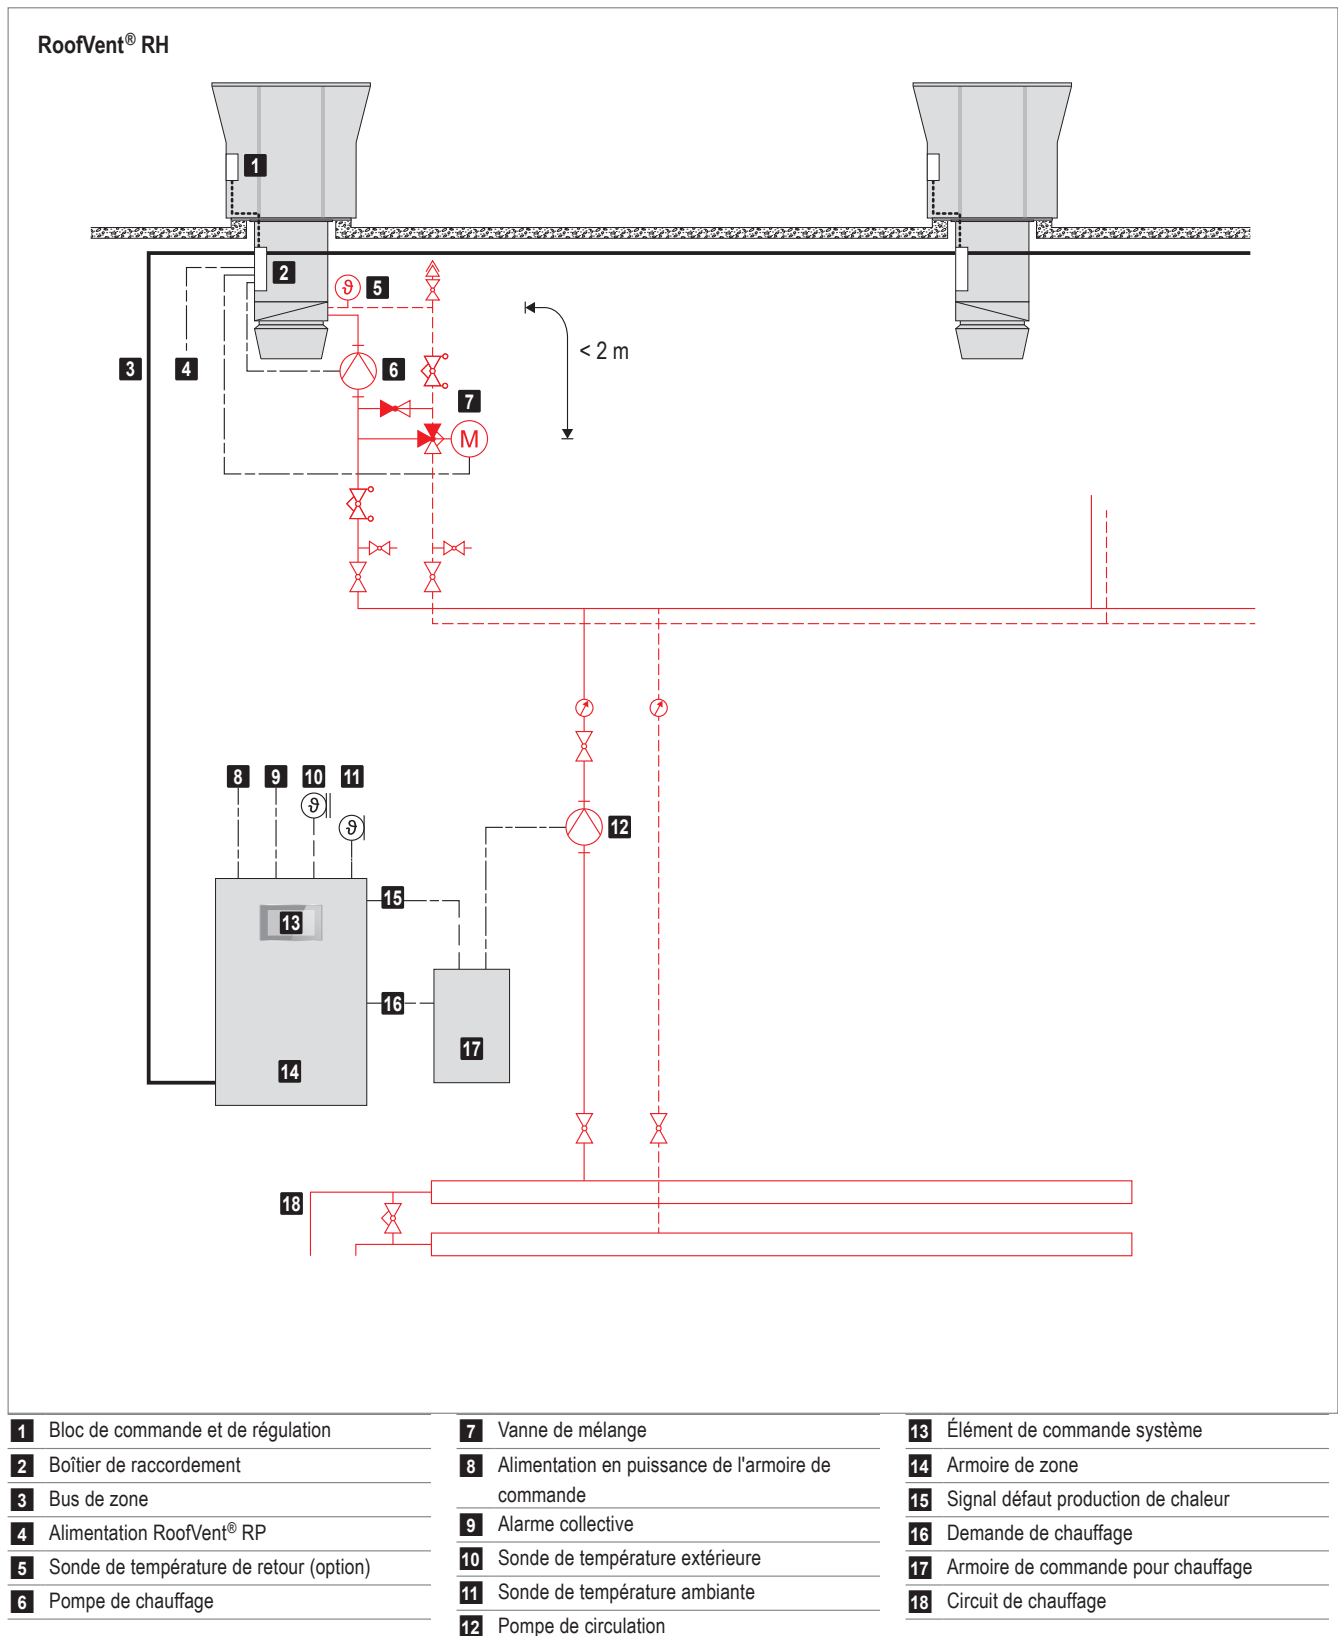 RoofVent® RH
1
2
ϑ 5
< 2 m
3
4
6
7
M
8
9
10
11
ϑ
ϑ
12
15
13
16
17
14
18
1 Bloc de commande et de régulation
2 Boîtier de raccordement
3 Bus de zone
4 Alimentation RoofVent® RP
5 Sonde de température de retour (option)
6 Pompe de chauffage
7 Vanne de mélange
8 Alimentation en puissance de l'armoire de
commande
9 Alarme collective
10 Sonde de température extérieure
11 Sonde de température ambiante
12 Pompe de circulation
13 Élément de commande système
14 Armoire de zone
15 Signal défaut production de chaleur
16 Demande de chauffage
17 Armoire de commande pour chauffage
18 Circuit de chauffage